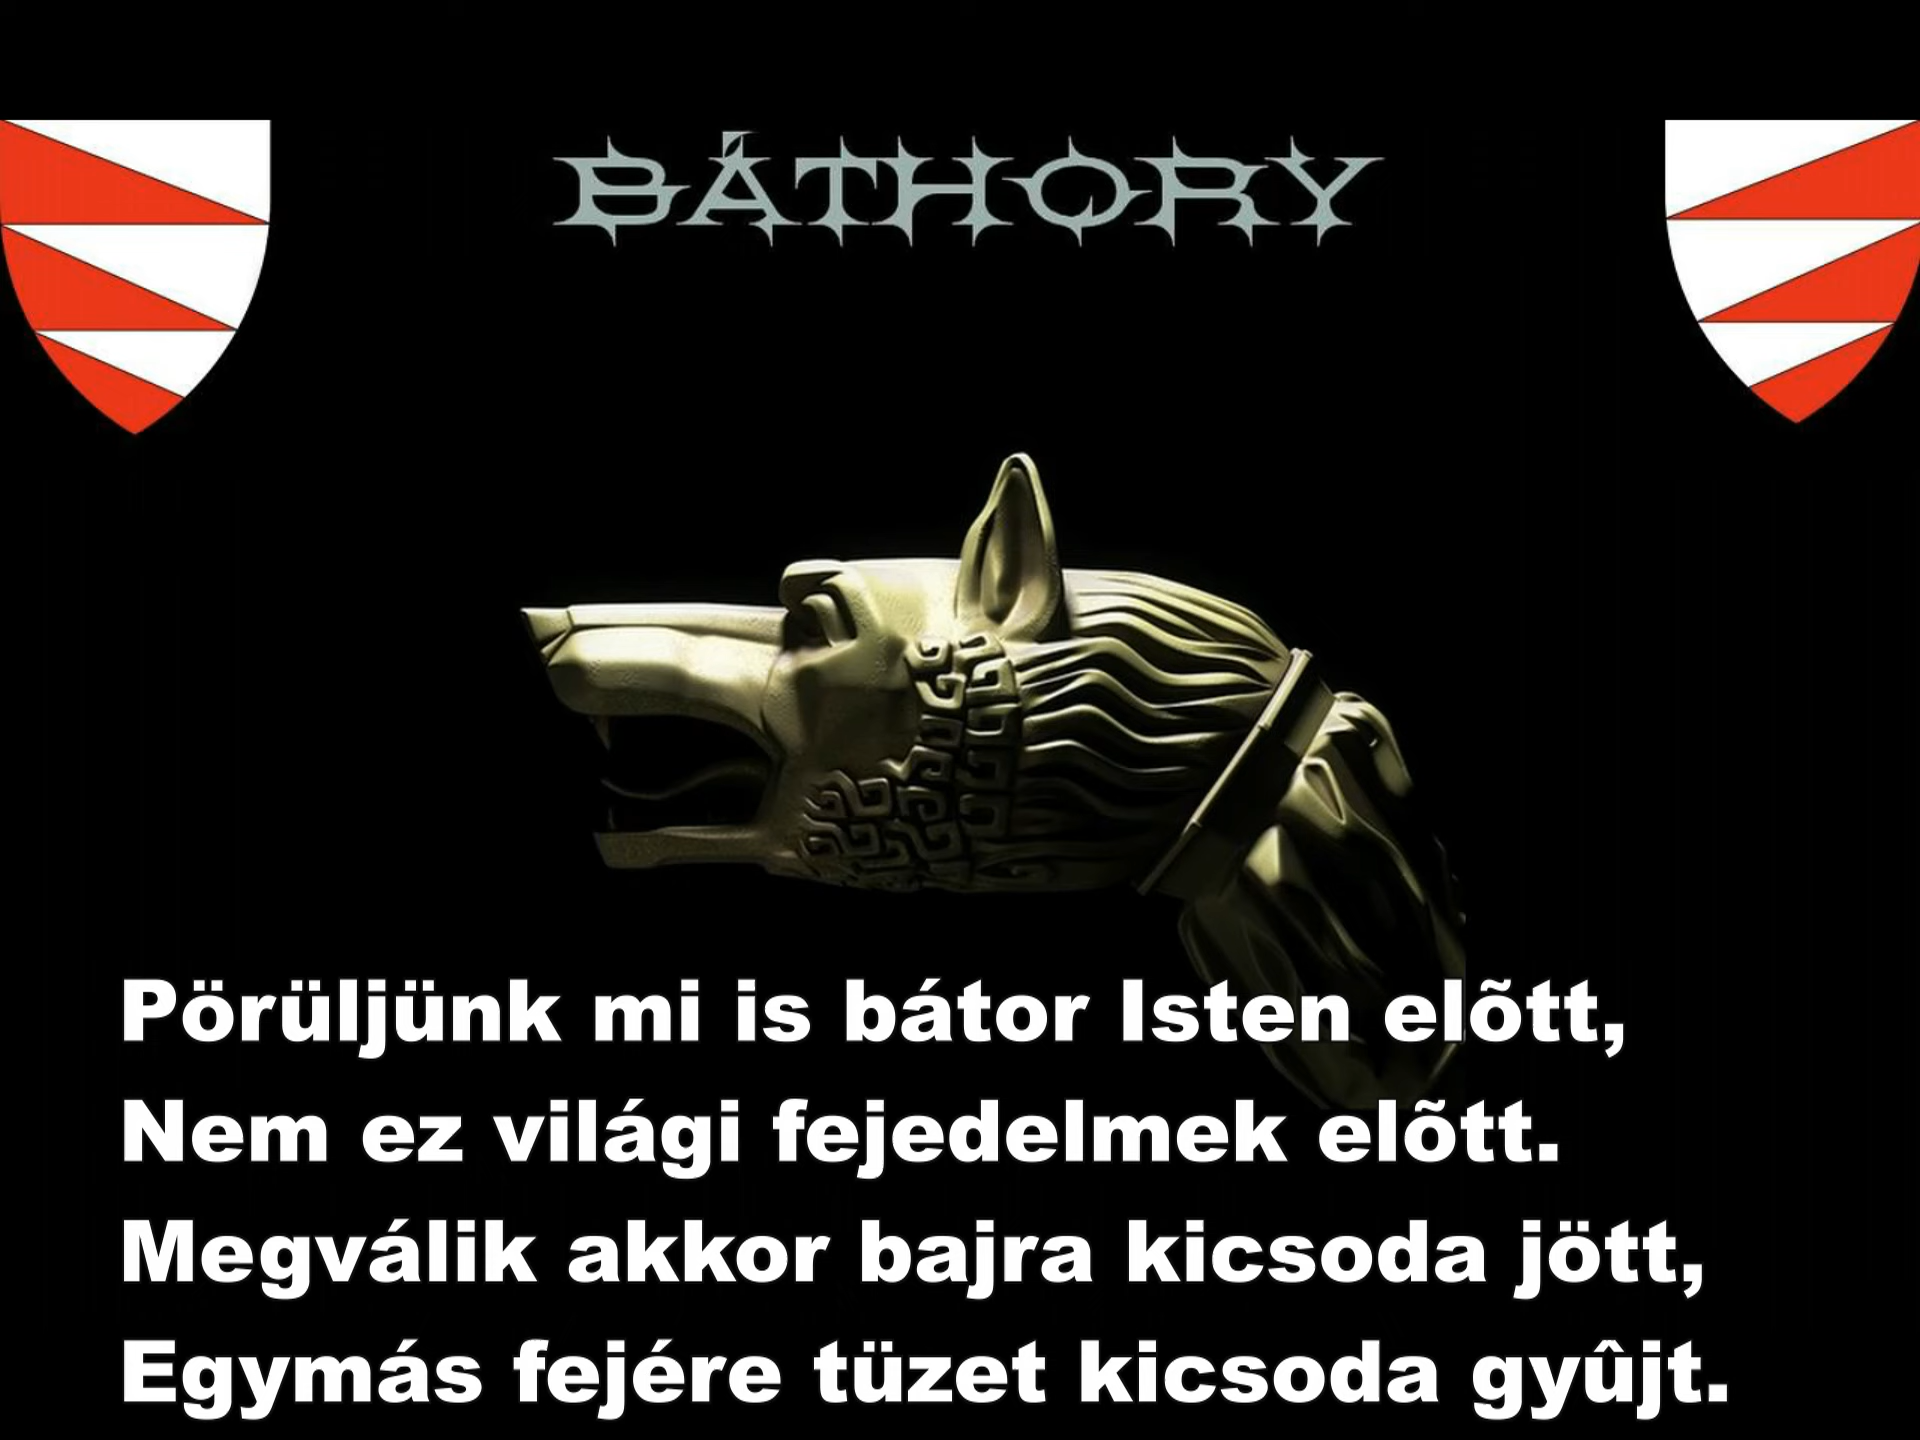 BÁTHORY
Pörüljünk mi is bátor Isten elõtt,
Nem ez világi fejedelmek elõtt.
Megválik akkor bajra kicsoda jött,
Egymás fejére tüzet kicsoda gyûjt.